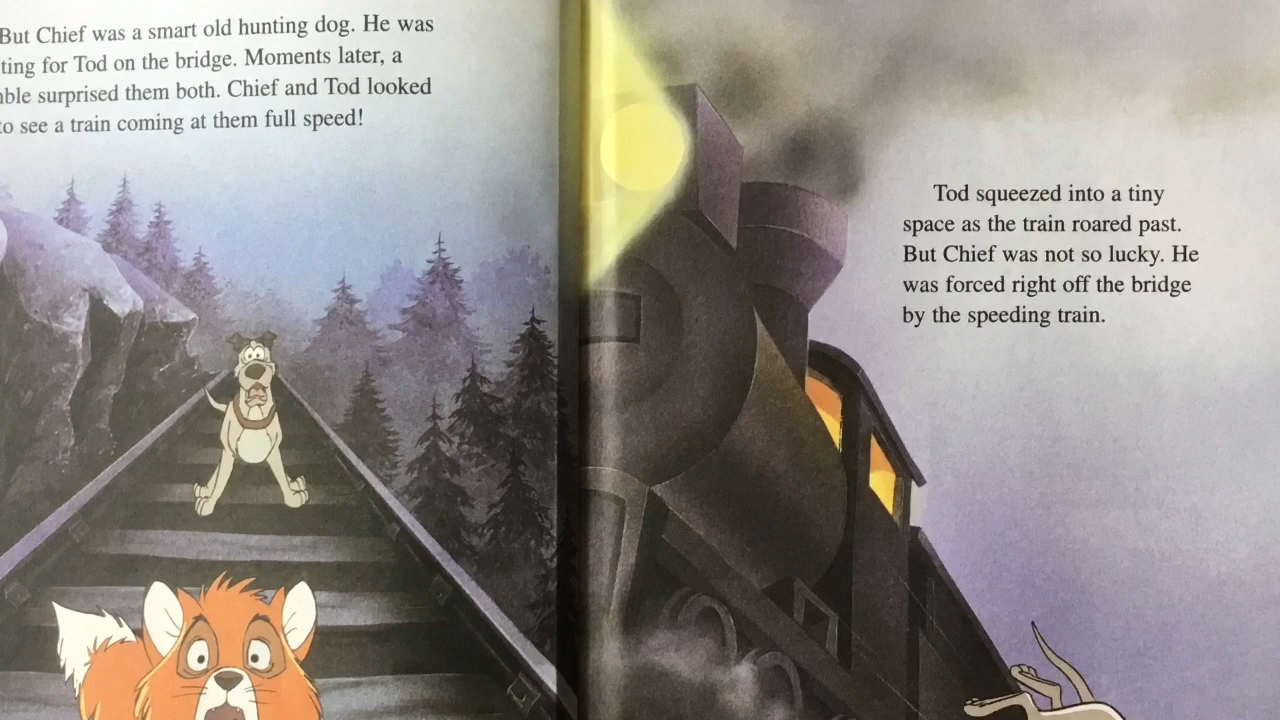 But Chief was a smart old hunting dog. He was
ting for Tod on the bridge. Moments later, a
ble surprised them both. Chief and Tod looked
to see a train coming at them full speed!
Tod squeezed into a tiny
space as the train roared past.
But Chief was not so lucky. He
was forced right off the bridge
by the speeding train.